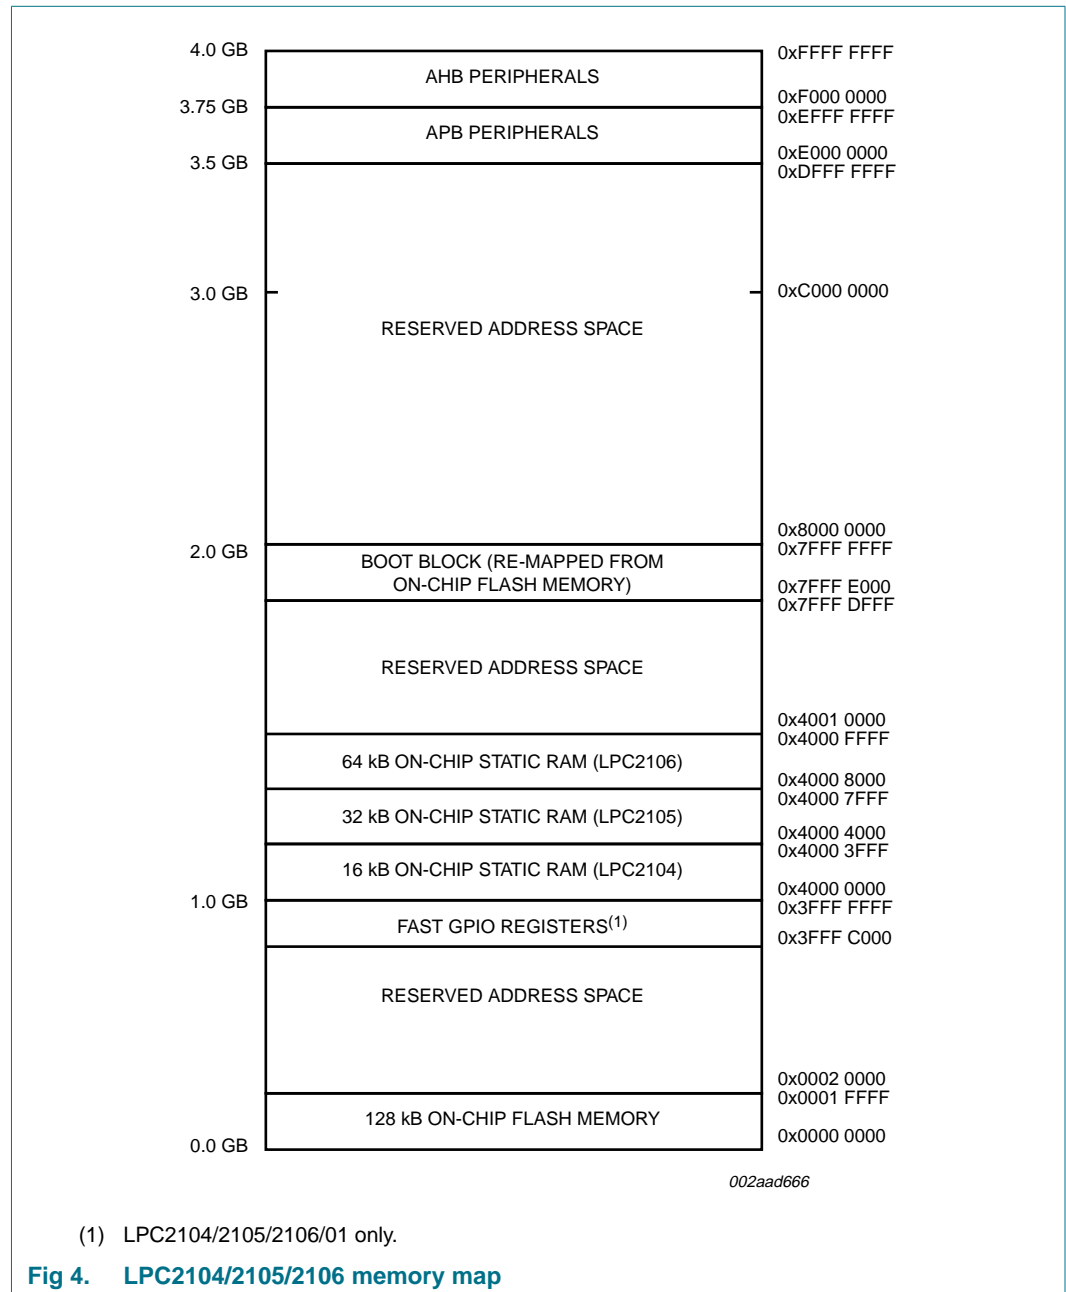 4.0 GB
0xFFFF FFFF
AHB PERIPHERALS
0xF000 0000
3.75 GB
0xEFFF FFFF
APB PERIPHERALS
0xE000 0000
3.5 GB
0xDFFF FFFF
3.0 GB
0xC000 0000
RESERVED ADDRESS SPACE
0x8000 0000
2.0 GB
0x7FFF FFFF
BOOT BLOCK (RE-MAPPED FROM
ON-CHIP FLASH MEMORY)
0x7FFF E000
0x7FFF DFFF
RESERVED ADDRESS SPACE
0x4001 0000
0x4000 FFFF
64 kB ON-CHIP STATIC RAM (LPC2106)
0x4000 8000
0x4000 7FFF
32 kB ON-CHIP STATIC RAM (LPC2105)
0x4000 4000
0x4000 3FFF
16 kB ON-CHIP STATIC RAM (LPC2104)
0x4000 0000
1.0 GB
0x3FFF FFFF
FAST GPIO REGISTERS(1)
0x3FFF C000
RESERVED ADDRESS SPACE
0x0002 0000
0x0001 FFFF
128 kB ON-CHIP FLASH MEMORY
0x0000 0000
0.0 GB
002aad666
(1) LPC2104/2105/2106/01 only.
Fig 4. LPC2104/2105/2106 memory map